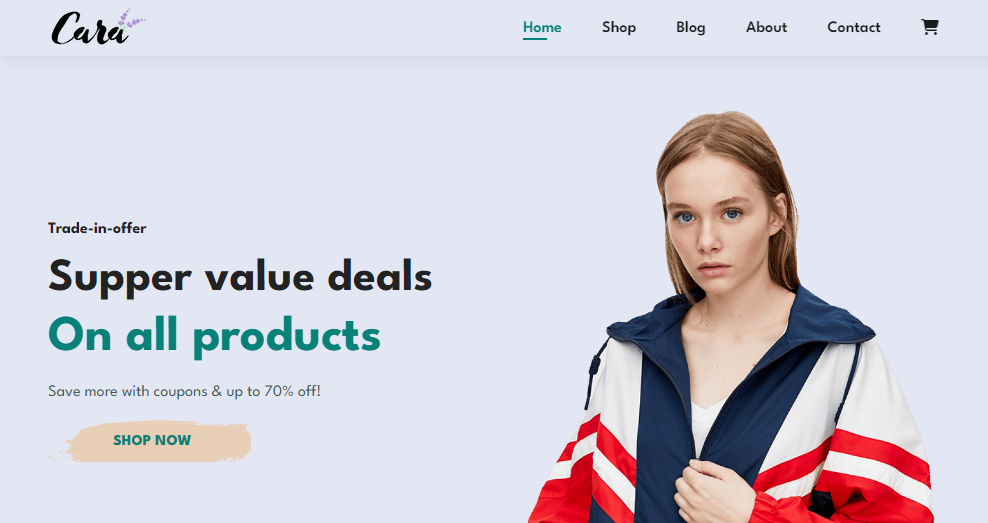 Cara
Home Shop Blog About Contact
Trade-in-offer
Supper value deals
On all products
Save more with coupons & up to 70% off!
SHOP NOW